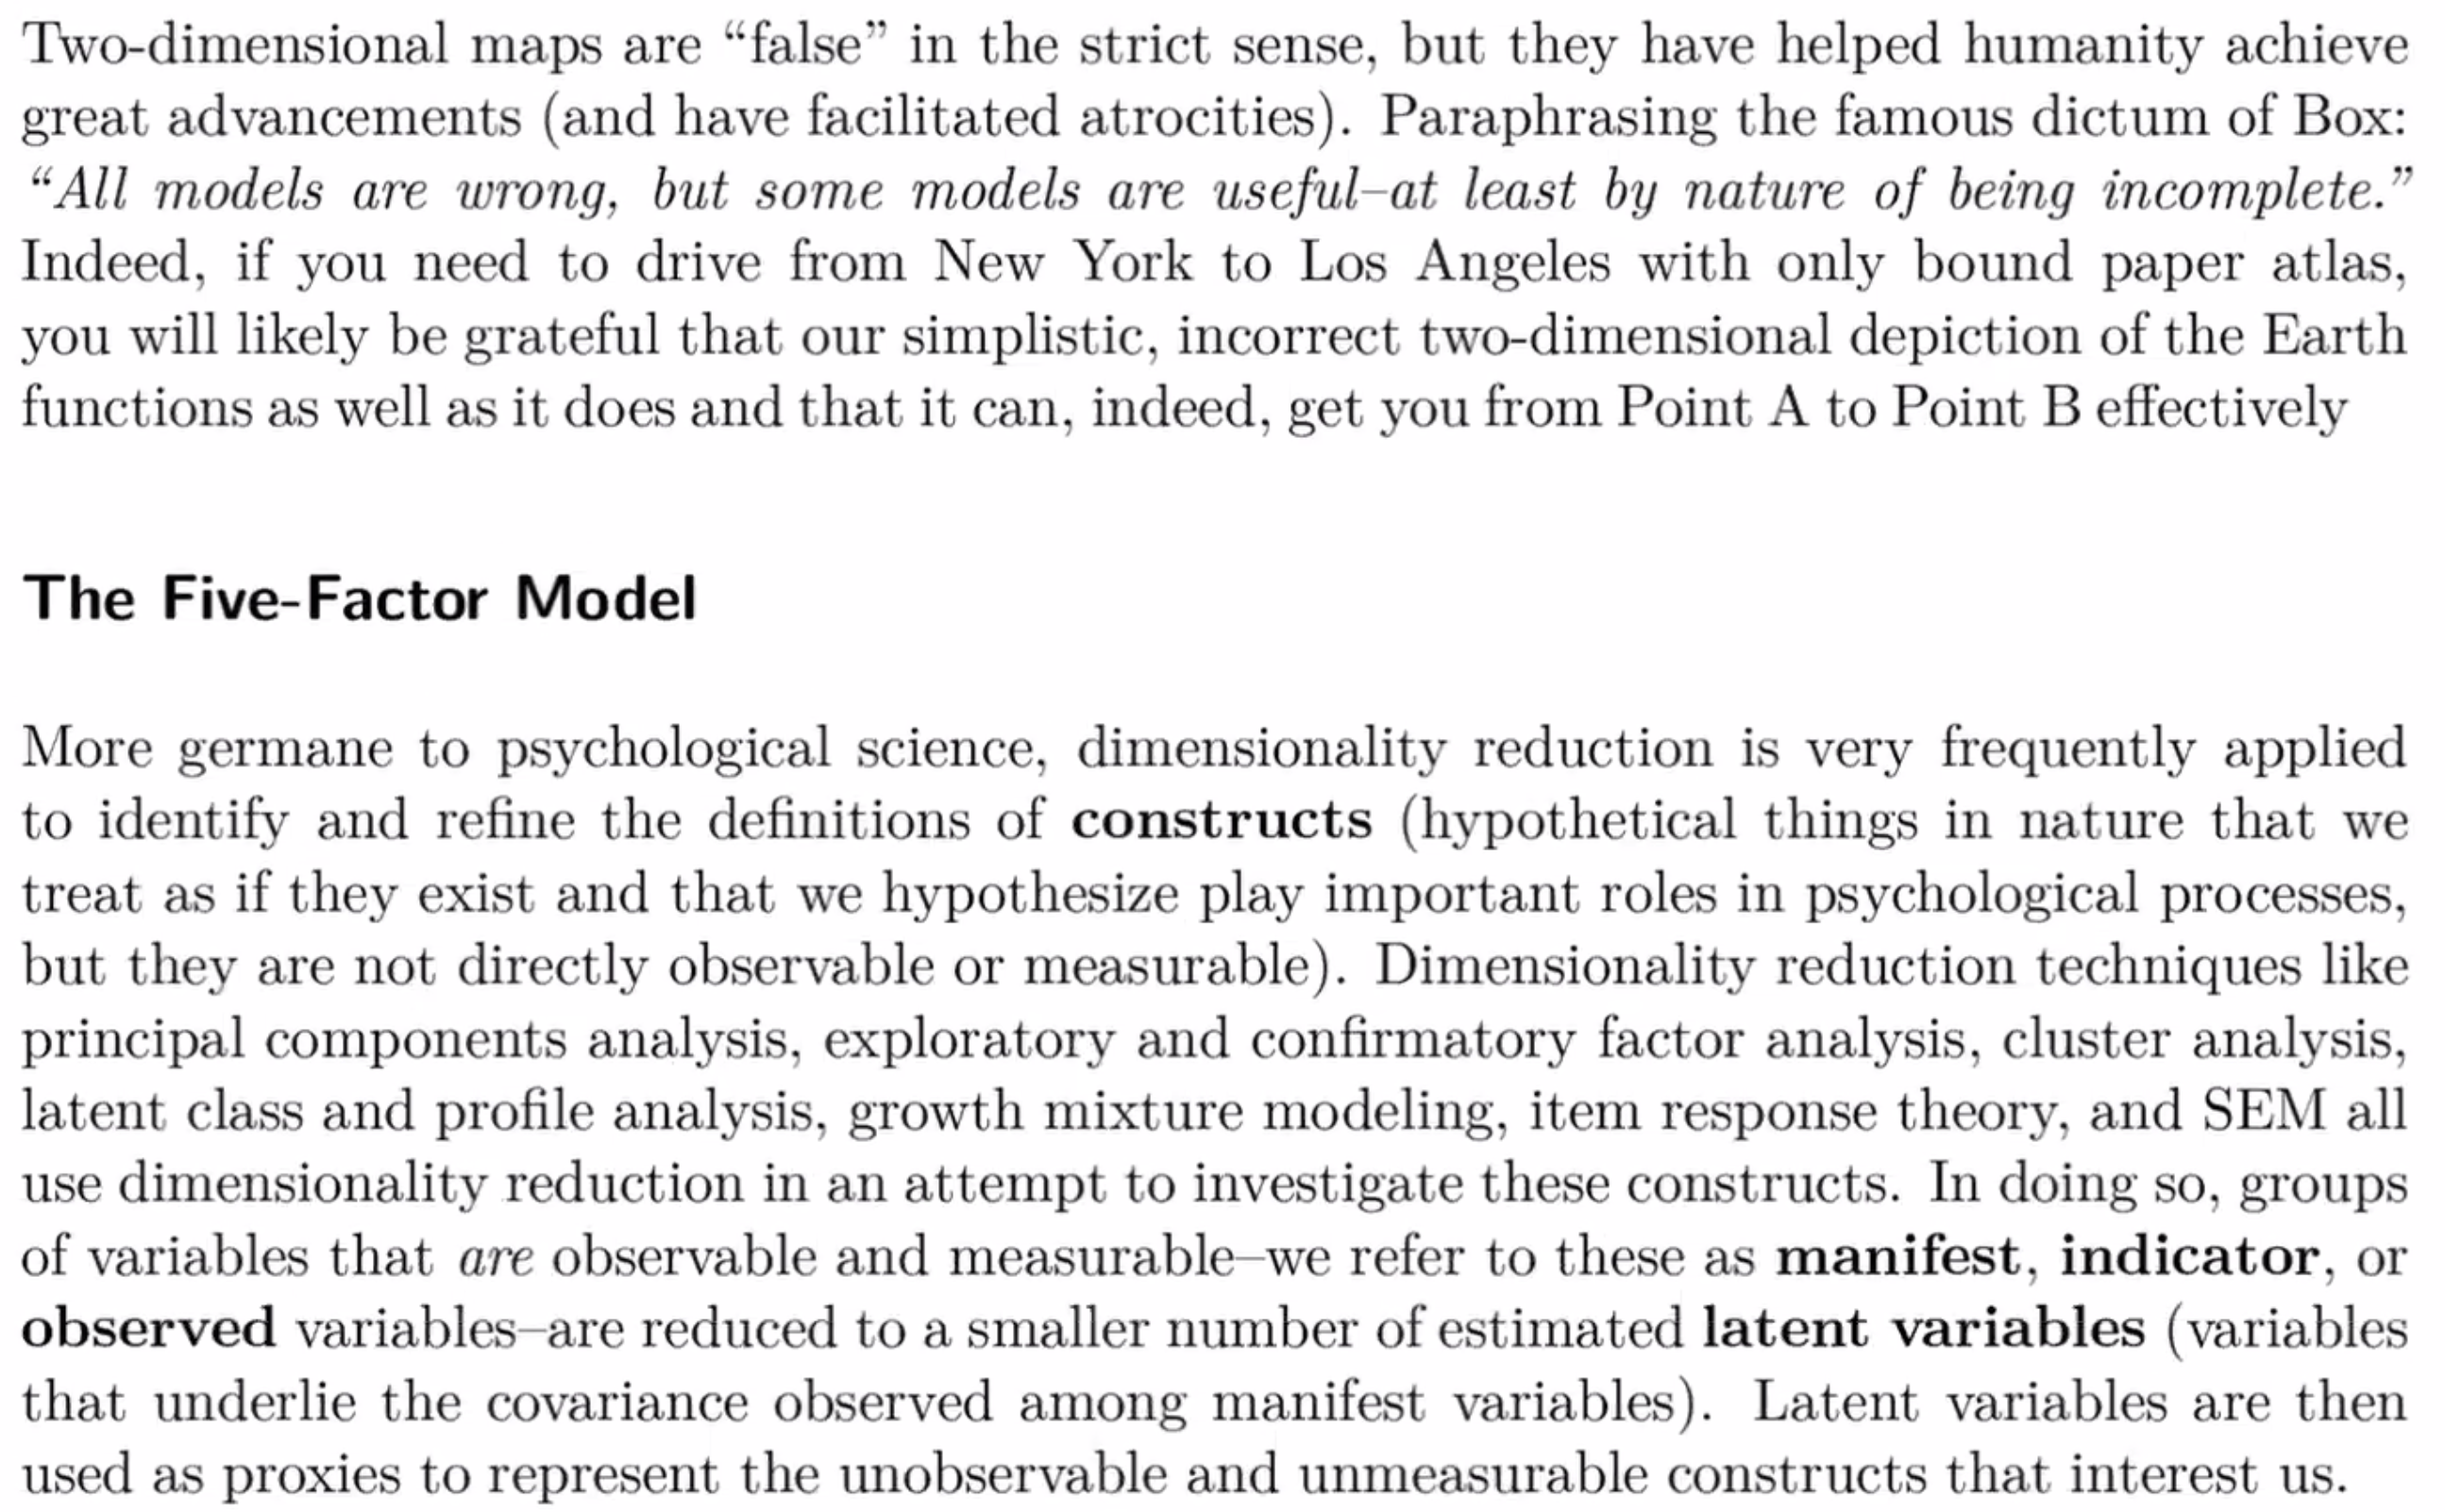 Two-dimensional maps are “false” in the strict sense, but they have helped humanity achieve
great advancements (and have facilitated atrocities). Paraphrasing the famous dictum of Box:
“All models are wrong, but some models are useful–at least by nature of being incomplete.”
Indeed, if you need to drive from New York to Los Angeles with only bound paper atlas,
you will likely be grateful that our simplistic, incorrect two-dimensional depiction of the Earth
functions as well as it does and that it can, indeed, get you from Point A to Point B effectively
The Five-Factor Model
More germane to psychological science, dimensionality reduction is very frequently applied
to identify and refine the definitions of constructs (hypothetical things in nature that we
treat as if they exist and that we hypothesize play important roles in psychological processes,
but they are not directly observable or measurable). Dimensionality reduction techniques like
principal components analysis, exploratory and confirmatory factor analysis, cluster analysis,
latent class and profile analysis, growth mixture modeling, item response theory, and SEM all
use dimensionality reduction in an attempt to investigate these constructs. In doing so, groups
of variables that are observable and measurable–we refer to these as manifest, indicator, or
observed variables–are reduced to a smaller number of estimated latent variables (variables
that underlie the covariance observed among manifest variables). Latent variables are then
used as proxies to represent the unobservable and unmeasurable constructs that interest us.